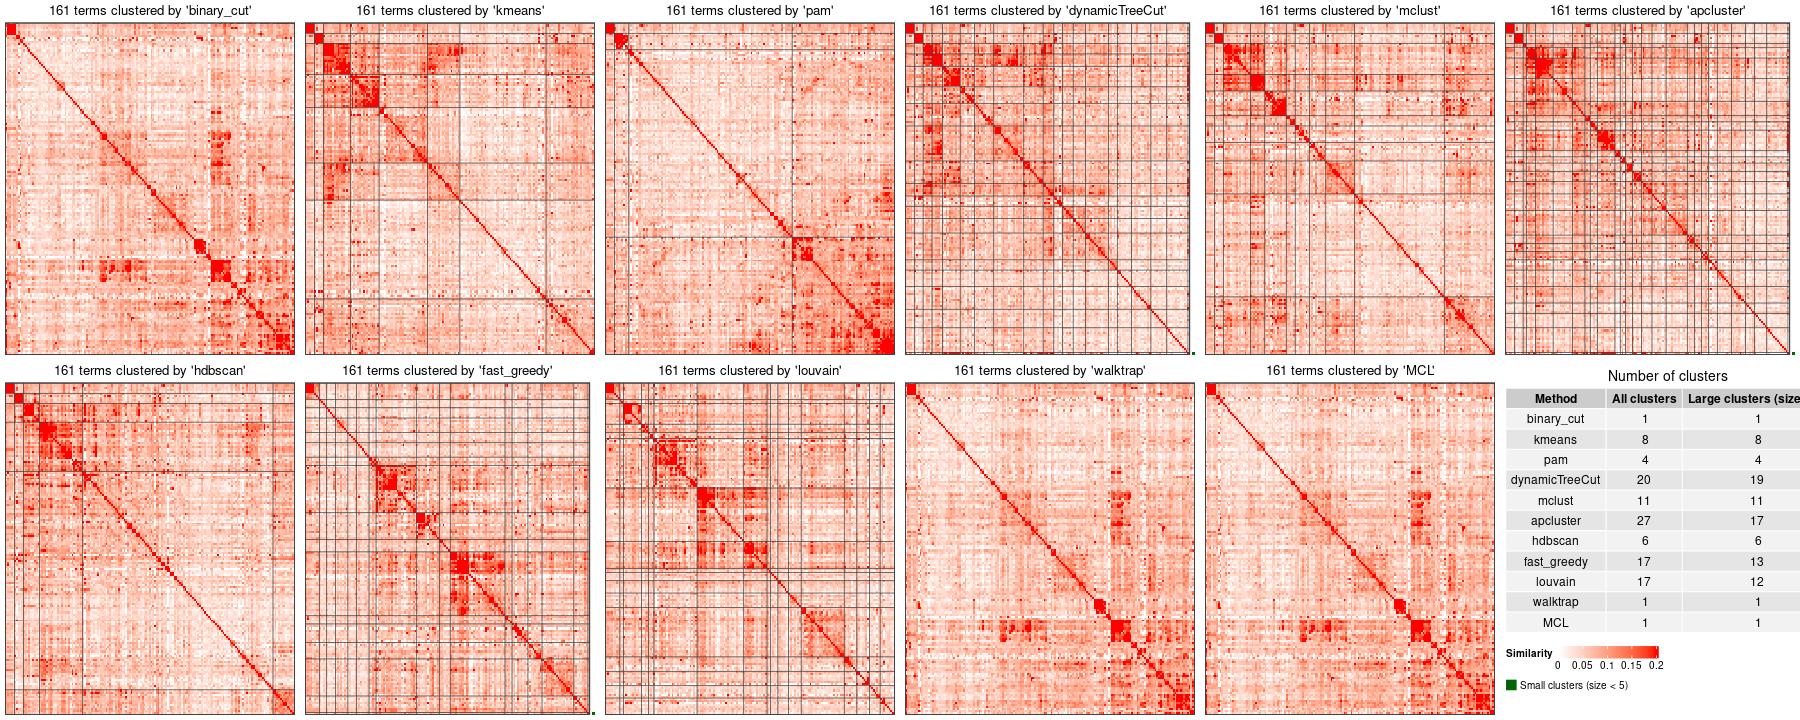 161 terms clustered by 'binary_cut'
161 terms clustered by 'kmeans'
161 terms clustered by 'pam'
161 terms clustered by 'dynamicTreeCut'
161 terms clustered by 'mclust'
161 terms clustered by 'apcluster'
161 terms clustered by 'hdbscan'
161 terms clustered by 'fast_greedy'
161 terms clustered by 'louvain'
161 terms clustered by 'walktrap'
161 terms clustered by 'MCL'
Number of clusters
Method All clusters Large clusters (size
binary_cut 1 1
kmeans 8 8
pam 4 4
dynamicTreeCut 20 19
mclust 11 11
apcluster 27 17
hdbscan 6 6
fast_greedy 17 13
louvain 17 12
walktrap 1 1
MCL 1 1
Similarity
0 0.05 0.1 0.15 0.2
Small clusters (size < 5)